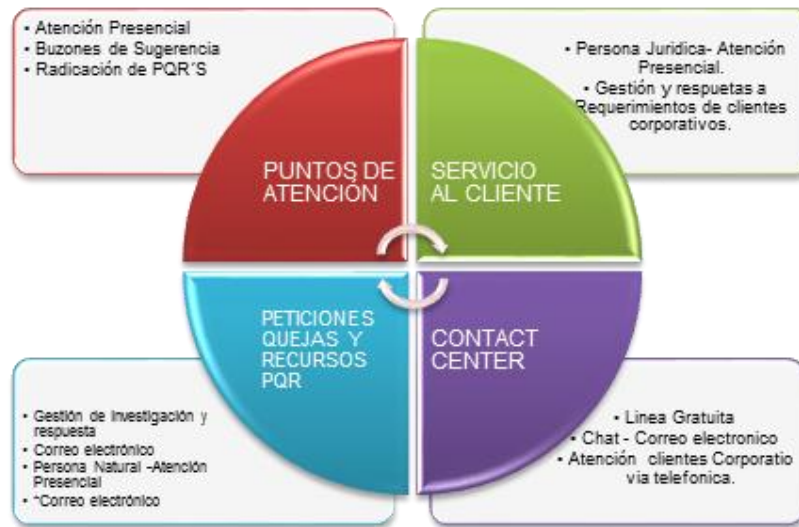 • Atención Presencial
• Buzones de Sugerencia
• Radicación de PQR´S
• Persona Juridica- Atención
Presencial.
• Gestión y respuetas a
Requerimientos de clientes
corporativos.
PUNTOS DE
ATENCIÓN
SERVICIO
AL CLIENTE
PETICIONES
QUEJAS Y
RECURSOS
PQR
CONTACT
CENTER
• Gestión de investigación y
respuesta
• Correo electrónico
• Persona Natural -Atención
Presencial
• *Correo electrónico
• Linea Gratuita
• Chat - Correo electronico
• Atención clientes Corporatio
via telefonica.